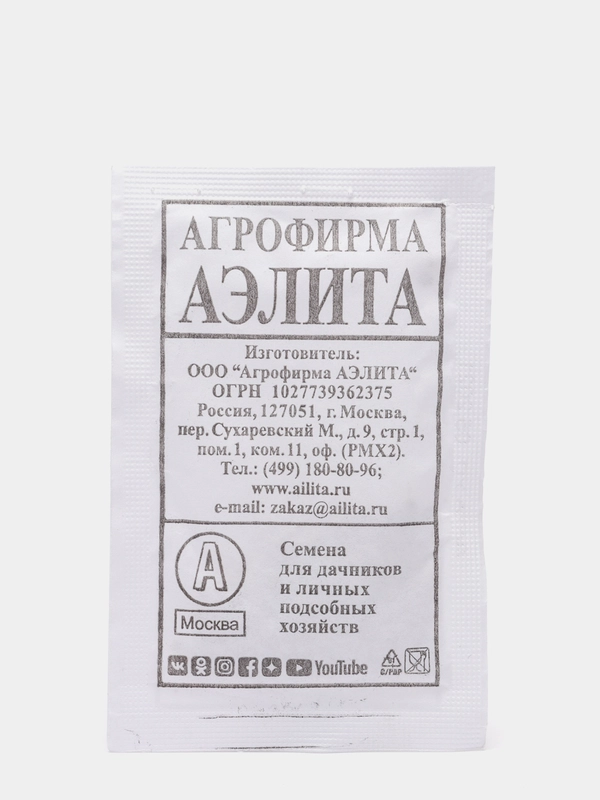 АГРОФИРМА
АЭЛИТА
Изготовитель:
ООО “Агрофирма АЭЛИТА“
ОГРН 1027739362375
Россия, 127051, г. Москва,
пер. Сухаревский М., д. 9, стр. 1,
пом. 1, ком. 11, оф. (РМХ2).
Тел.: (499) 180-80-96;
www.ailita.ru
e-mail: zakaz@ailita.ru
А
Москва
Семена
для дачников
и личных
подсобных
хозяйств
YouTube
C/PAP